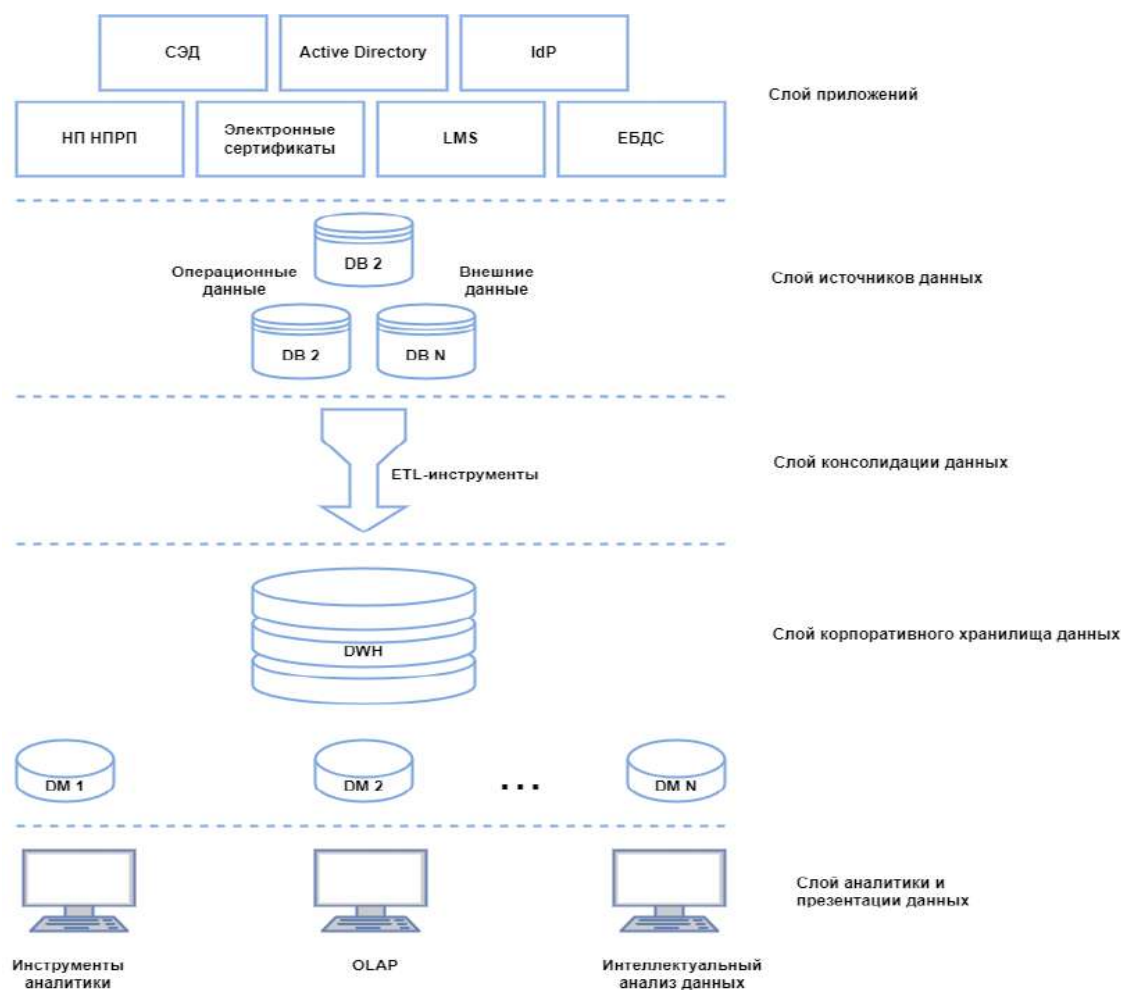 СЭД
Active Directory
IdP
Слой приложений
НП НПРП
Электронные
сертификаты
LMS
ЕБДС
DB 2
Операционные
данные
Внешние
данные
Слой источников данных
DB 2
DB N
ETL-инструменты
Слой консолидации данных
DWH
Слой корпоративного хранилища данных
DM 1
DM 2
...
DM N
Слой аналитики и
презентации данных
Инструменты
аналитики
OLAP
Интеллектуальный
анализ данных